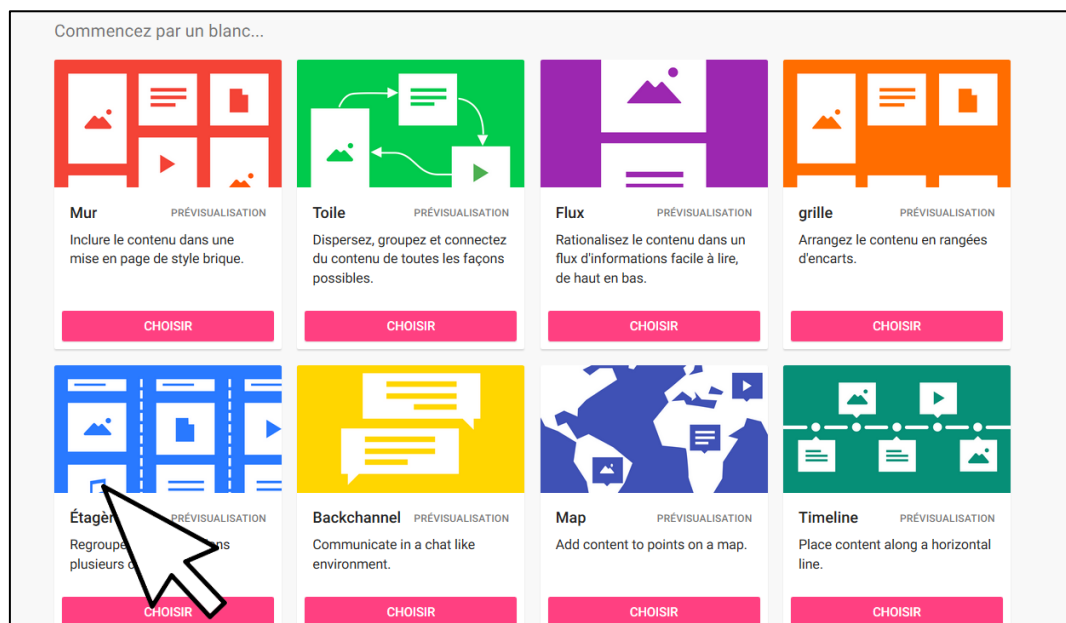 Commencez par un blanc...
Mur PRÉVISUALISATION
Inclure le contenu dans une
mise en page de style brique.
CHOISIR
Toile PRÉVISUALISATION
Dispersez, groupez et connectez
du contenu de toutes les façons
possibles.
CHOISIR
Flux PRÉVISUALISATION
Rationalisez le contenu dans un
flux d'informations facile à lire,
de haut en bas.
CHOISIR
grille PRÉVISUALISATION
Arrangez le contenu en rangées
d'encarts.
CHOISIR
PRÉVISUALISATION
plusieurs
CHOISIR
Backchannel PRÉVISUALISATION
Communicate in a chat like
environment.
CHOISIR
Map PRÉVISUALISATION
Add content to points on a map.
CHOISIR
Timeline PRÉVISUALISATION
Place content along a horizontal
line.
CHOISIR